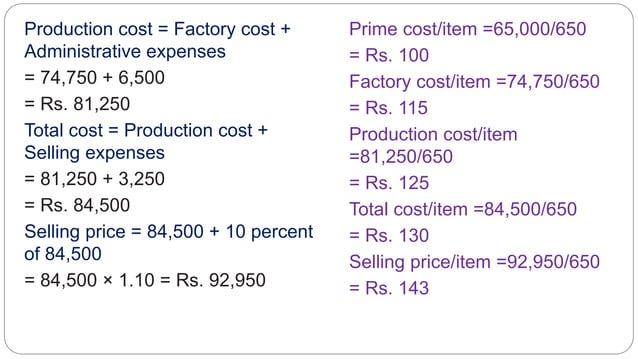 Production cost = Factory cost +
Administrative expenses
= 74,750 + 6,500
= Rs. 81,250
Total cost = Production cost +
Selling expenses
= 81,250 + 3,250
= Rs. 84,500
Selling price = 84,500 + 10 percent
of 84,500
= 84,500 × 1.10 = Rs. 92,950
Prime cost/item =65,000/650
= Rs. 100
Factory cost/item =74,750/650
= Rs. 115
Production cost/item
=81,250/650
= Rs. 125
Total cost/item =84,500/650
= Rs. 130
Selling price/item =92,950/650
= Rs. 143